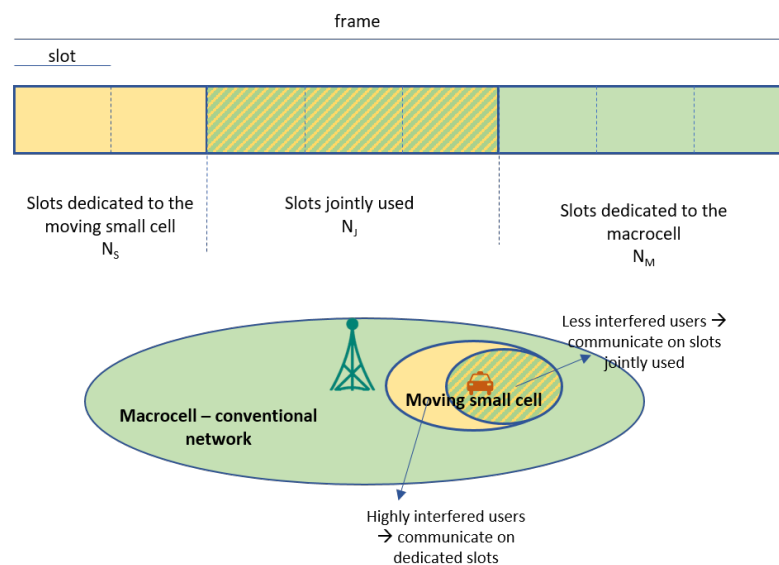 frame
slot
Slots dedicated to the
moving small cell
Nₛ
Slots jointly used
Nⱼ
Slots dedicated to the
macrocell
Nₘ
Less interfered users →
communicate on slots
jointly used
Moving small cell
Macrocell – conventional
network
Highly interfered users
→ communicate on
dedicated slots